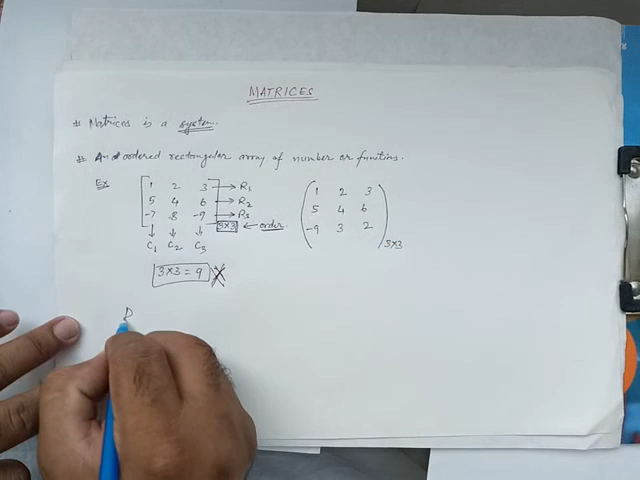 MATRICES
# Matrices is a system.
# An ordered rectangular array of number or functions.
Ex
1 2 3 → R1
5 4 6 → R2
-7 8 -9 → R3
3×3 ← order.
↓ ↓ ↓
C1 C2 C3
1 2 3
5 4 6
-9 3 2
3×3
3×3 = 9 X